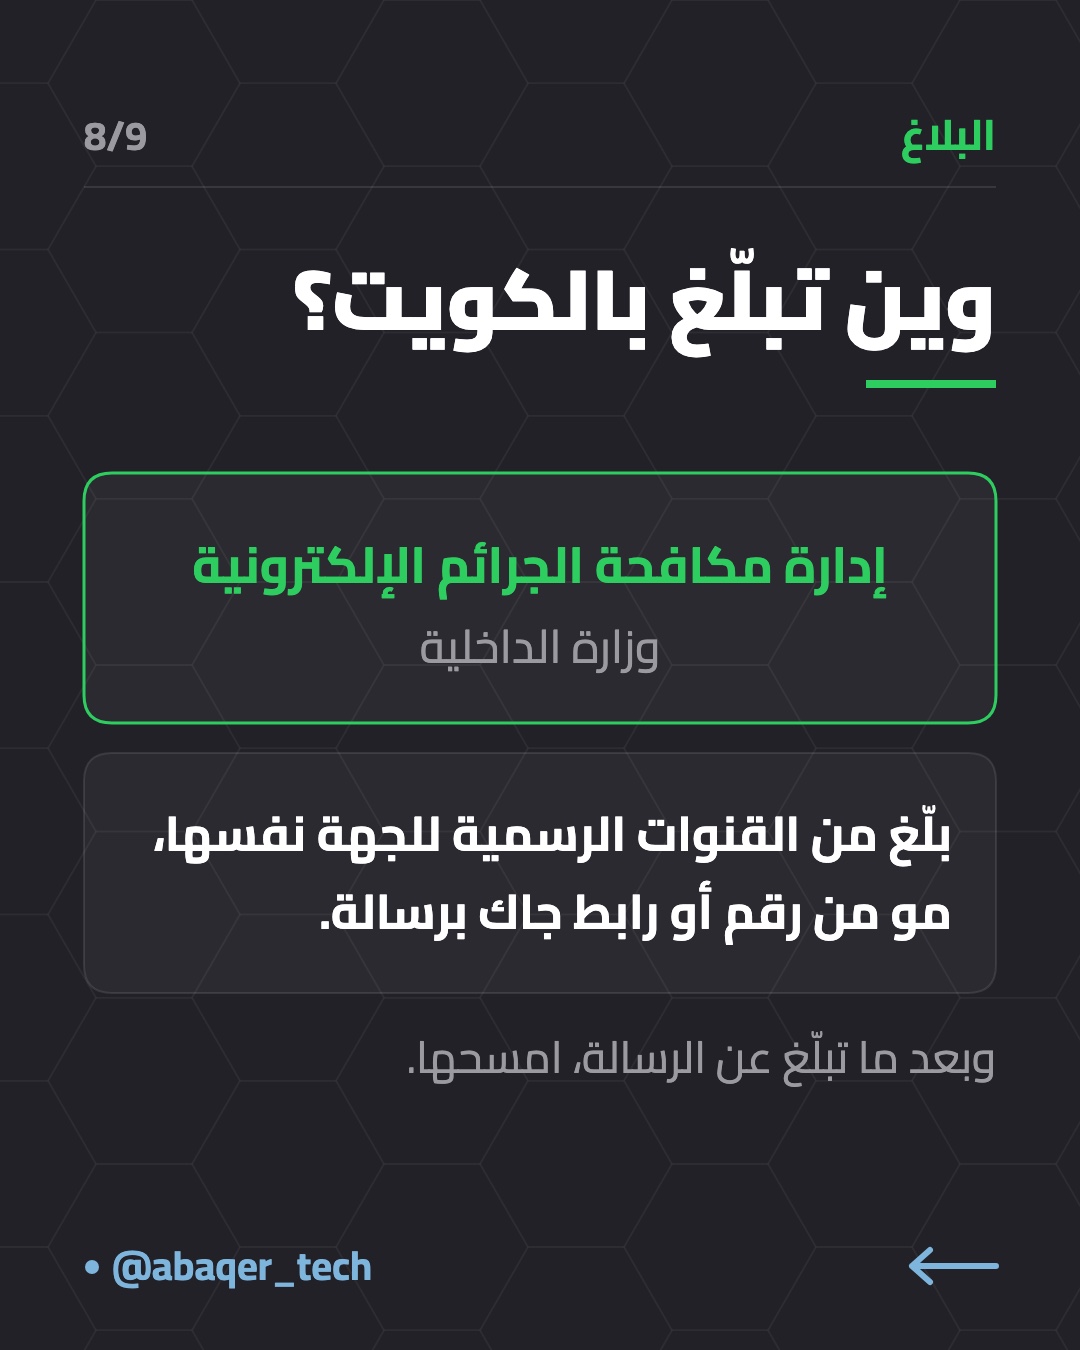 البلاغ
8/9
وين تبلّغ بالكويت؟
إدارة مكافحة الجرائم الإلكترونية
وزارة الداخلية
بلّغ من القنوات الرسمية للجهة نفسها،
مو من رقم أو رابط جاك برسالة.
وبعد ما تبلّغ عن الرسالة، امسحها.
@abaqer_tech